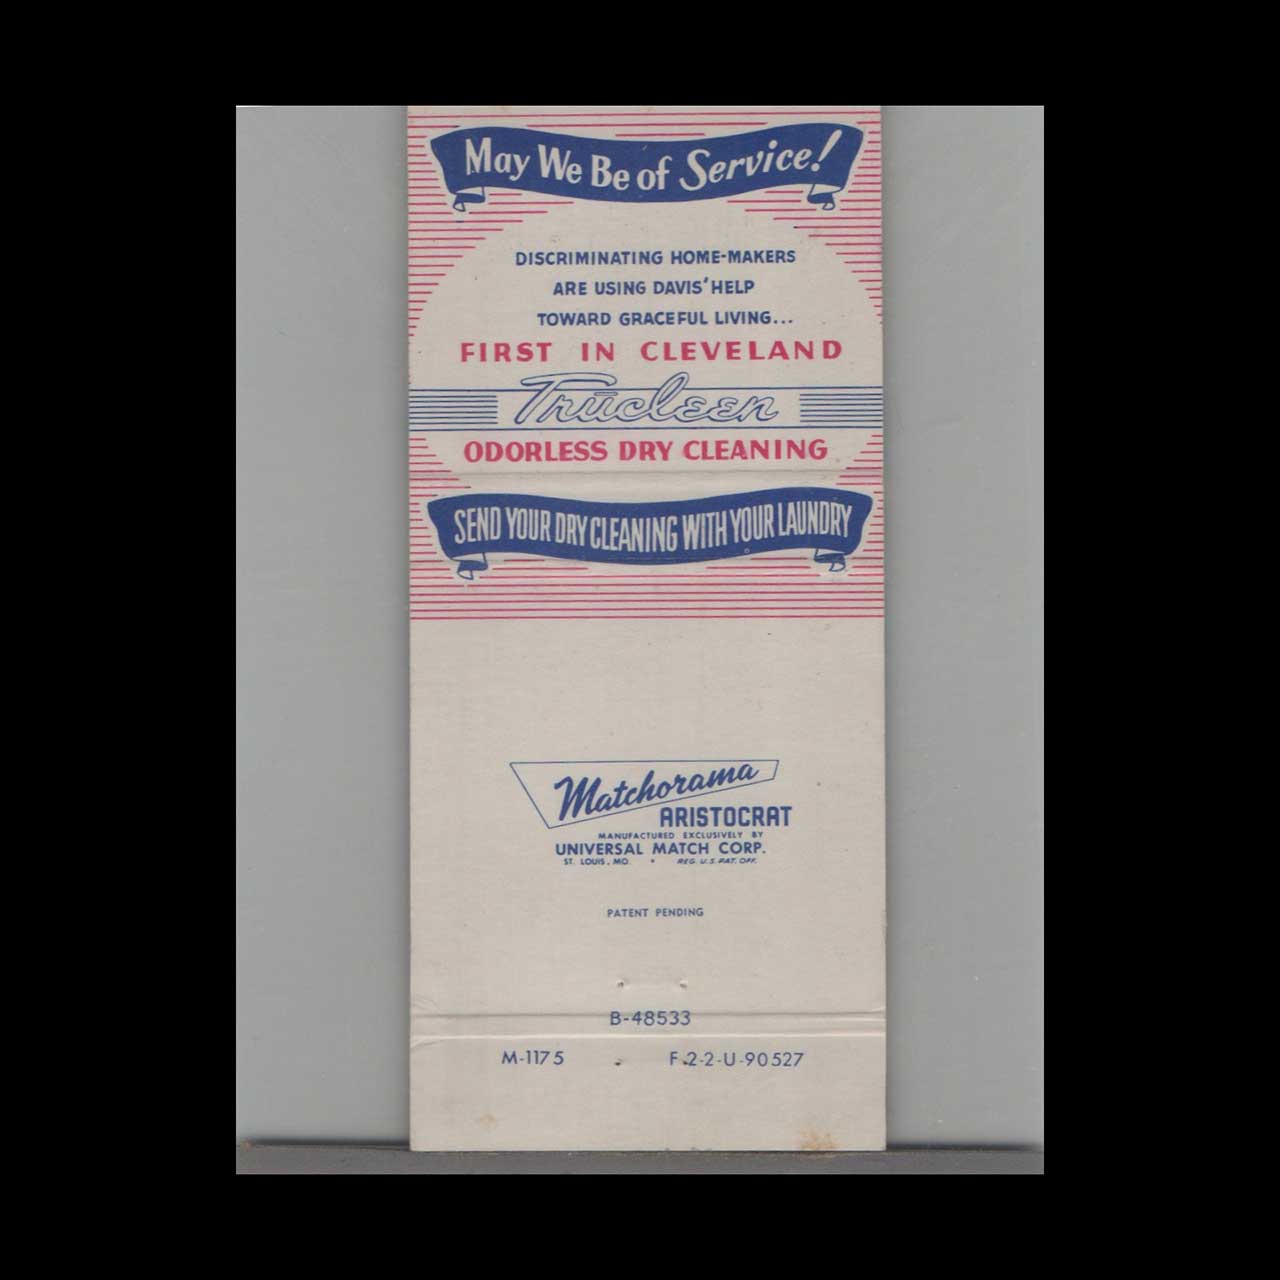 May We Be of Service!
DISCRIMINATING HOME-MAKERS
ARE USING DAVIS' HELP
TOWARD GRACEFUL LIVING...
FIRST IN CLEVELAND
Trucleen
ODORLESS DRY CLEANING
SEND YOUR DRY CLEANING WITH YOUR LAUNDRY
Matchorama
ARISTOCRAT
MANUFACTURED EXCLUSIVELY BY
UNIVERSAL MATCH CORP.
ST. LOUIS, MO. • REG. U.S. PAT. OFF.
PATENT PENDING
B-48533
M-1175 F-2-2-U-90527